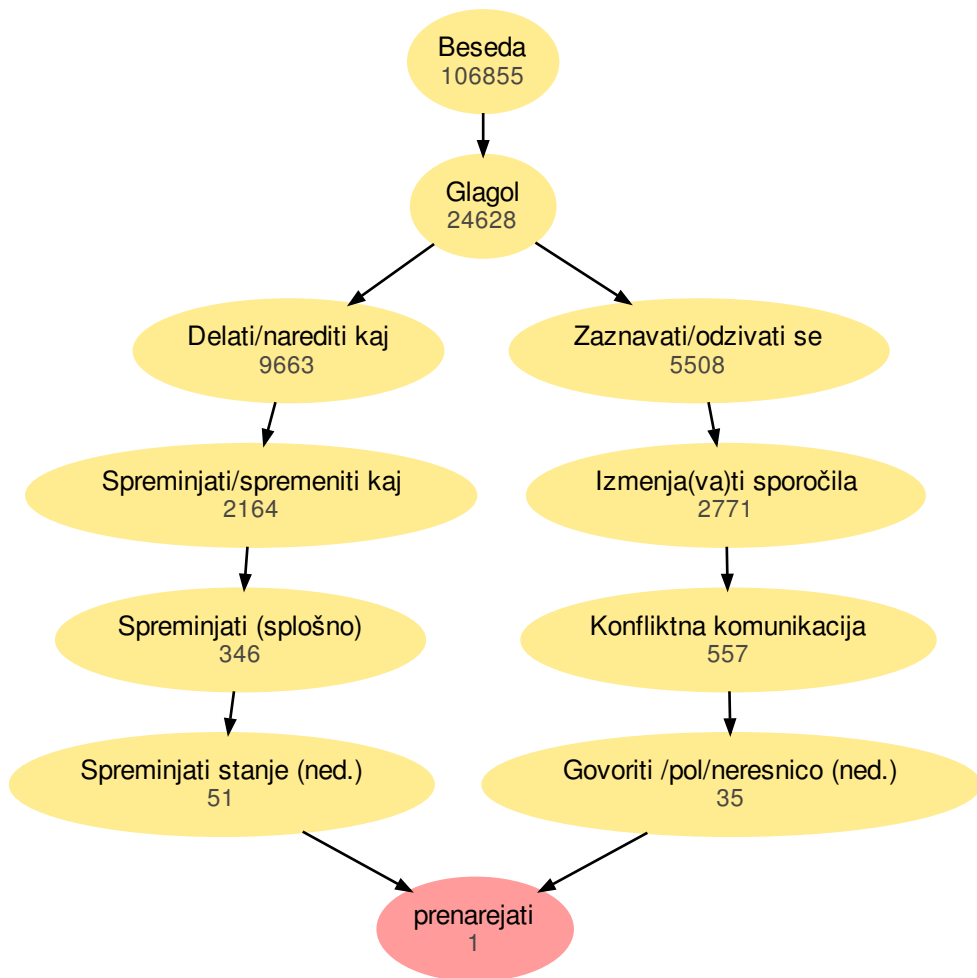 Beseda
106855
Glagol
24628
Delati/narediti kaj
9663
Zaznavati/odzivati se
5508
Spreminjati/spremeniti kaj
2164
Izmenja(va)ti sporočila
2771
Spreminjati (splošno)
346
Konfliktna komunikacija
557
Spreminjati stanje (ned.)
51
Govoriti /pol/neresnico (ned.)
35
prenarejati
1